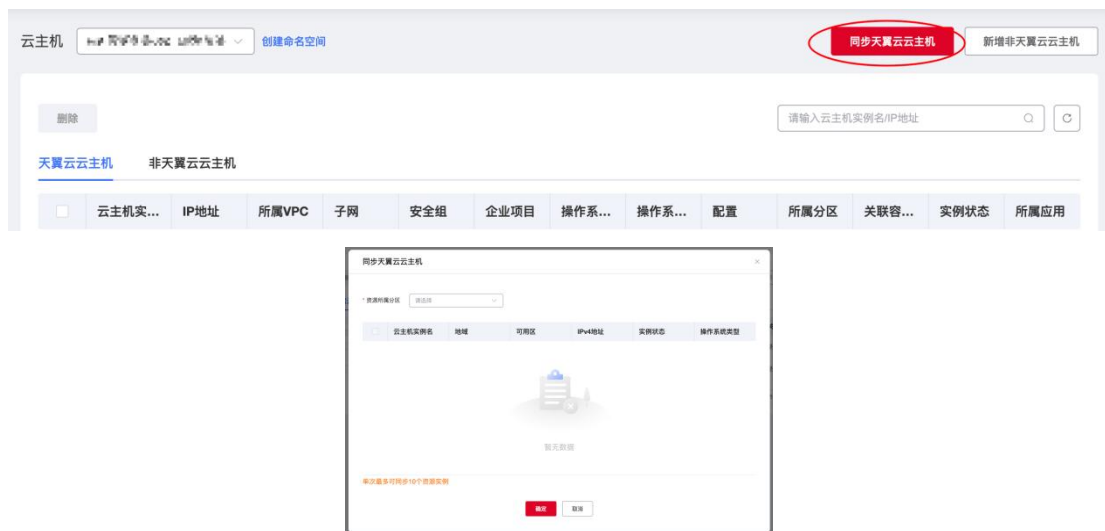 云主机 创建命名空间 同步天翼云云主机 新增非天翼云云主机
删除 请输入云主机实例名/IP地址
天翼云云主机 非天翼云云主机
云主机实... IP地址 所属VPC 子网 安全组 企业项目 操作系... 操作系... 配置 所属分区 关联容... 实例状态 所属应用
同步天翼云云主机
* 资源所属分区 请选择
云主机实例名 地域 可用区 IPv4地址 实例状态 操作系统类型
暂无数据
单次最多可同步10个资源实例
确定 取消